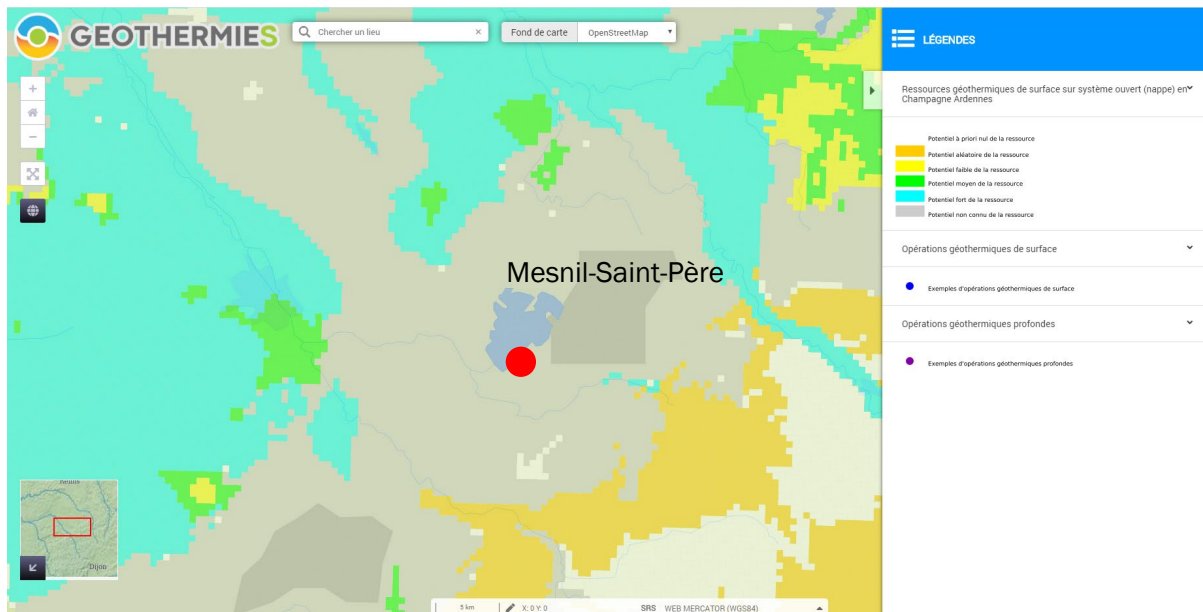 GEOTHERMIES
Chercher un lieu ×
Fond de carte OpenStreetMap
LÉGENDES
Ressources géothermiques de surface sur système ouvert (nappe) en
Champagne Ardennes
Potentiel à priori nul de la ressource
Potentiel aléatoire de la ressource
Potentiel faible de la ressource
Potentiel moyen de la ressource
Potentiel fort de la ressource
Potentiel non connu de la ressource
Opérations géothermiques de surface
Exemples d'opérations géothermiques de surface
Opérations géothermiques profondes
Exemples d'opérations géothermiques profondes
Mesnil-Saint-Père
Dijon
5 km
X: 0 Y: 0
SRS WEB MERCATOR (WGS84)